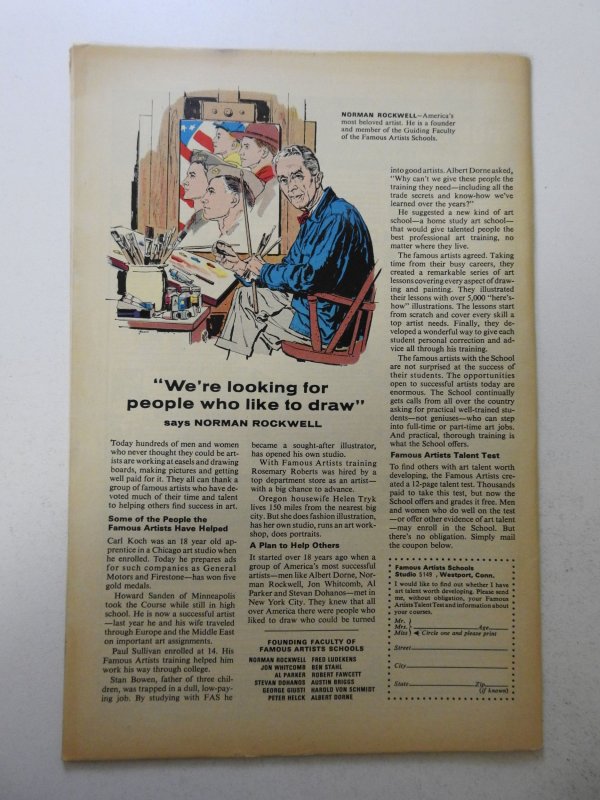 NORMAN ROCKWELL—America's
most beloved artist. He is a founder
and member of the Guiding Faculty
of the Famous Artists Schools.
"We're looking for
people who like to draw"
says NORMAN ROCKWELL
Today hundreds of men and women
who never thought they could be art-
ists are working at easels and drawing
boards, making pictures and getting
well paid for it. They all can thank a
group of famous artists who have de-
voted much of their time and talent
to helping others find success in art.
Some of the People the
Famous Artists Have Helped
Carl Koch was an 18 year old ap-
prentice in a Chicago art studio when
he enrolled. Today he prepares ads
for such companies as General
Motors and Firestone—has won five
gold medals.
Howard Sanden of Minneapolis
took the Course while still in high
school. He is now a successful artist
—last year he and his wife traveled
through Europe and the Middle East
on important art assignments.
Paul Sullivan enrolled at 14. His
Famous Artists training helped him
work his way through college.
Stan Bowen, father of three chil-
dren, was trapped in a dull, low-pay-
ing job. By studying with FAS he
became a sought-after illustrator,
has opened his own studio.
With Famous Artists training
Rosemary Roberts was hired by a
top department store as an artist—
with a big chance to advance.
Oregon housewife Helen Tryk
lives 150 miles from the nearest big
city. But she does fashion illustration,
has her own studio, runs an art work-
shop, does portraits.
A Plan to Help Others
It started over 18 years ago when a
group of America's most successful
artists—men like Albert Dorne, Nor-
man Rockwell, Jon Whitcomb, Al
Parker and Stevan Dohanos—met in
New York City. They knew that all
over America there were people who
liked to draw who could be turned
FOUNDING FACULTY OF
FAMOUS ARTISTS SCHOOLS
NORMAN ROCKWELL FRED LUDEKENS
JON WHITCOMB BEN STAHL
AL PARKER ROBERT FAWCETT
STEVAN DOHANOS AUSTIN BRIGGS
GEORGE GIUSTI HAROLD VON SCHMIDT
PETER HELCK ALBERT DORNE
into good artists. Albert Dorne asked,
"Why can't we give these people the
training they need—including all the
trade secrets and know-how we've
learned over the years?"
He suggested a new kind of art
school—a home study art school—
that would give talented people the
best professional art training, no
matter where they live.
The famous artists agreed. Taking
time from their busy careers, they
created a remarkable series of art
lessons covering every aspect of draw-
ing and painting. They illustrated
their lessons with over 5,000 "here's-
how" illustrations. The lessons start
from scratch and cover every skill a
top artist needs. Finally, they de-
veloped a wonderful way to give each
student personal correction and ad-
vice all through his training.
The famous artists with the School
are not surprised at the success of
their students. The opportunities
open to successful artists today are
enormous. The School continually
gets calls from all over the country
asking for practical well-trained stu-
dents—not geniuses—who can step
into full-time or part-time art jobs.
And practical, thorough training is
what the School offers.
Famous Artists Talent Test
To find others with art talent worth
developing, the Famous Artists cre-
ated a 12-page talent test. Thousands
paid to take this test, but now the
School offers and grades it free. Men
and women who do well on the test
—or offer other evidence of art talent
—may enroll in the School. But
there's no obligation. Simply mail
the coupon below.
Famous Artists Schools
Studio 5149, Westport, Conn.
I would like to find out whether I have
art talent worth developing. Please send
me, without obligation, your Famous
Artists Talent Test and information about
your courses.
Mr.
Mrs. Age
Miss Circle one and please print
Street
City
State Zip
(if known)